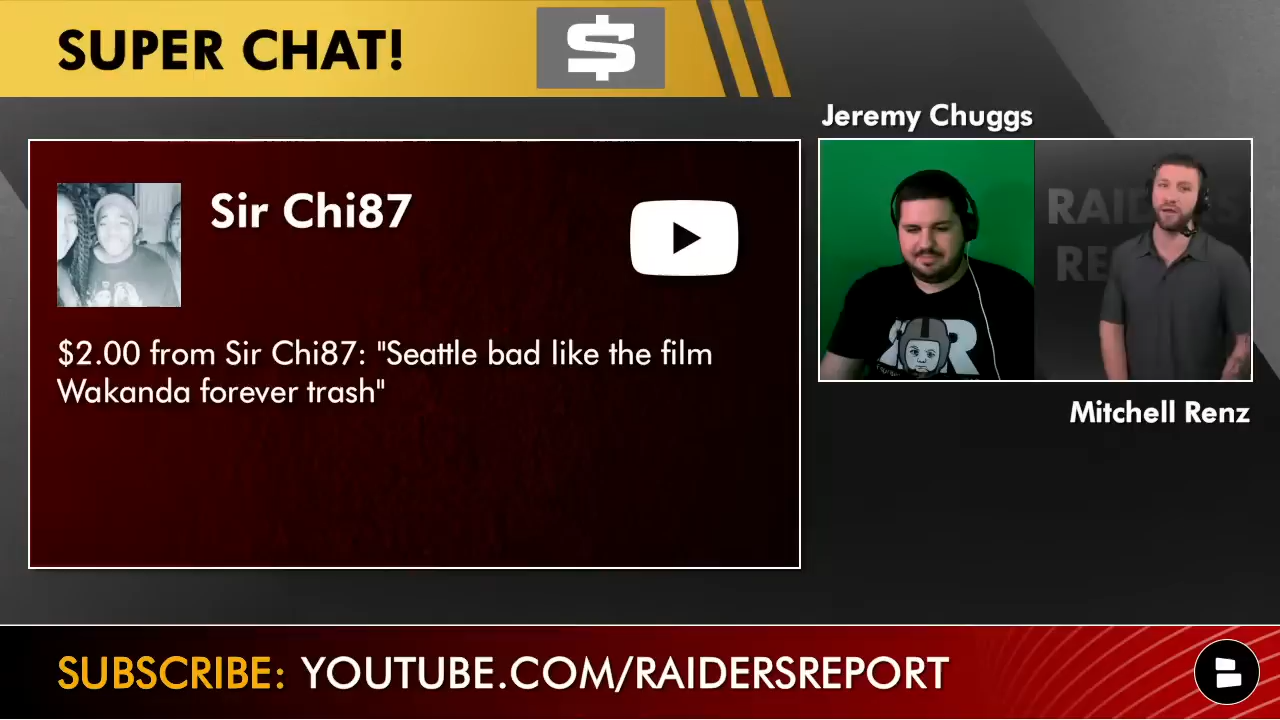 SUPER CHAT!
Jeremy Chuggs
Sir Chi87
$2.00 from Sir Chi87: "Seattle bad like the film
Wakanda forever trash"
Mitchell Renz
SUBSCRIBE: YOUTUBE.COM/RAIDERSREPORT